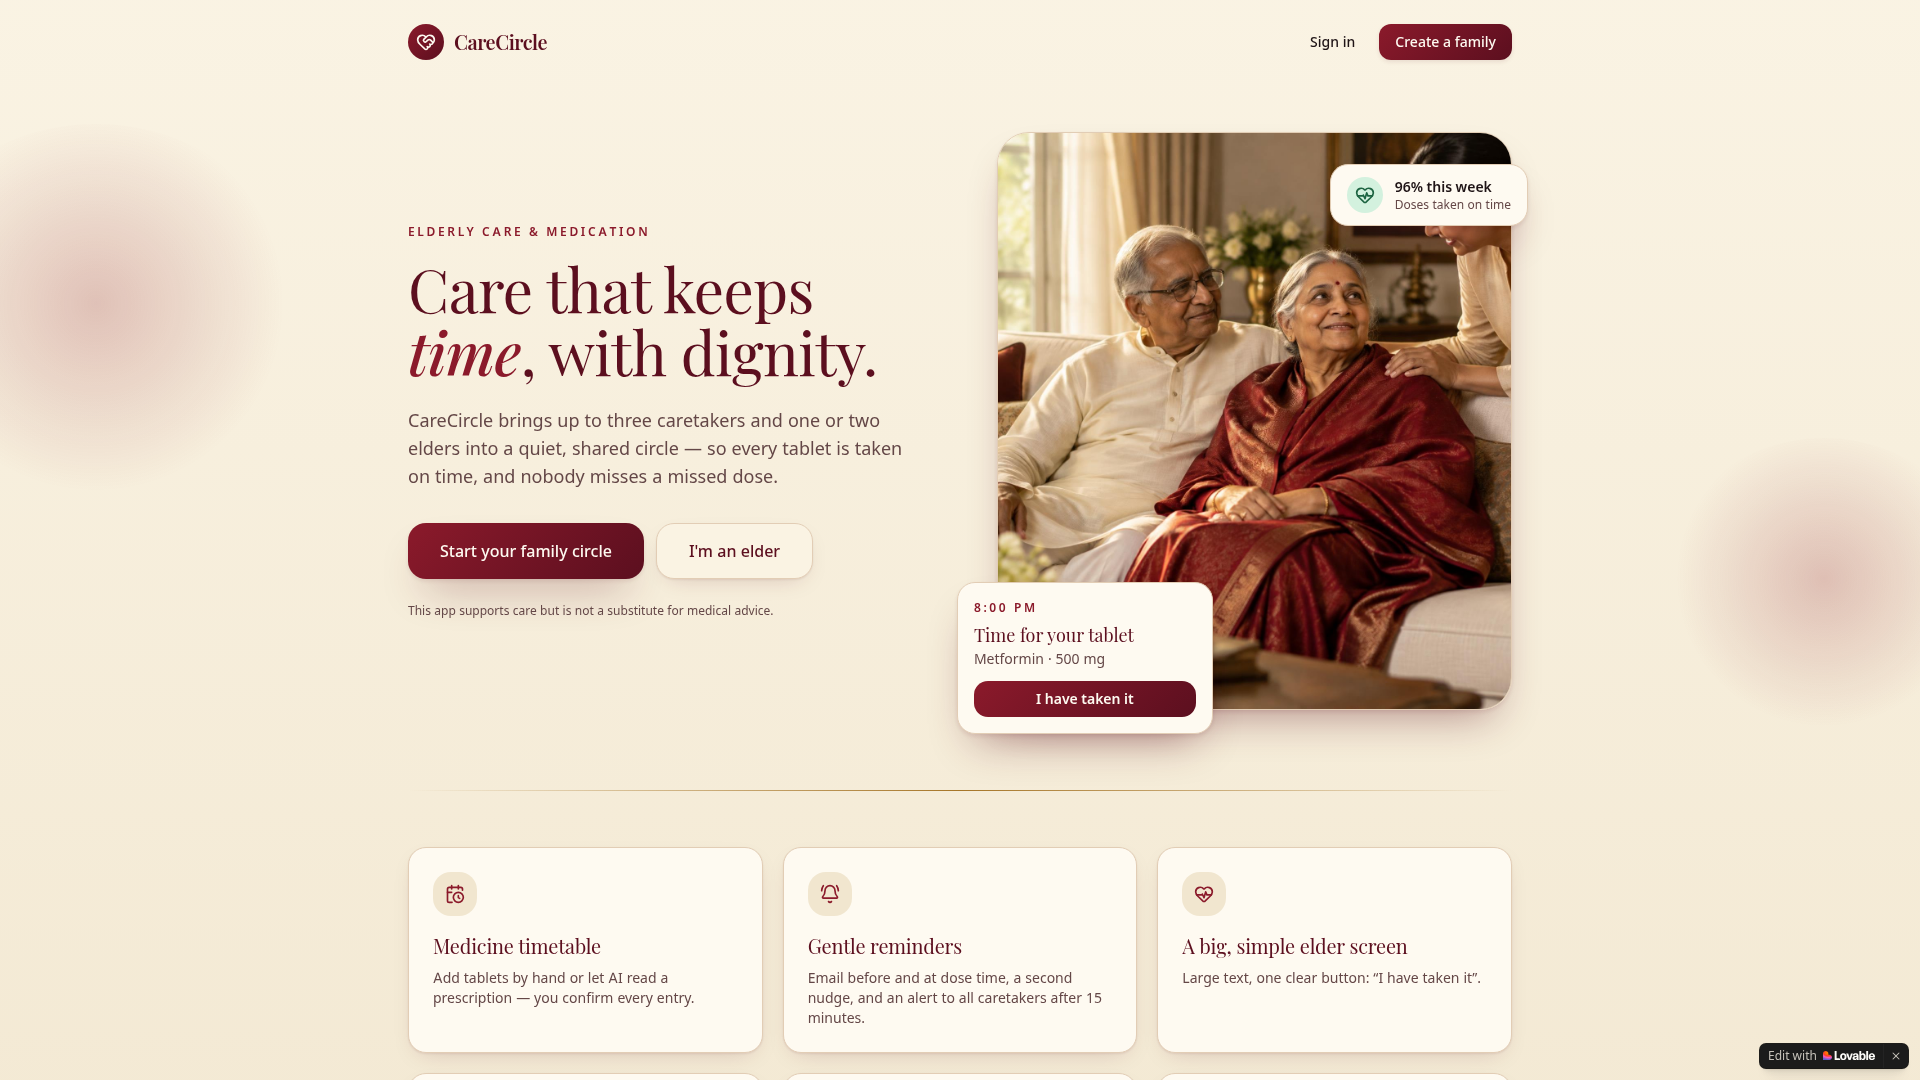 CareCircle
Sign in
Create a family
ELDERLY CARE & MEDICATION
Care that keeps
time, with dignity.
CareCircle brings up to three caretakers and one or two
elders into a quiet, shared circle — so every tablet is taken
on time, and nobody misses a missed dose.
Start your family circle
I'm an elder
This app supports care but is not a substitute for medical advice.
96% this week
Doses taken on time
8:00 PM
Time for your tablet
Metformin · 500 mg
I have taken it
Medicine timetable
Add tablets by hand or let AI read a
prescription — you confirm every entry.
Gentle reminders
Email before and at dose time, a second
nudge, and an alert to all caretakers after 15
minutes.
A big, simple elder screen
Large text, one clear button: “I have taken it”.
Edit with Lovable